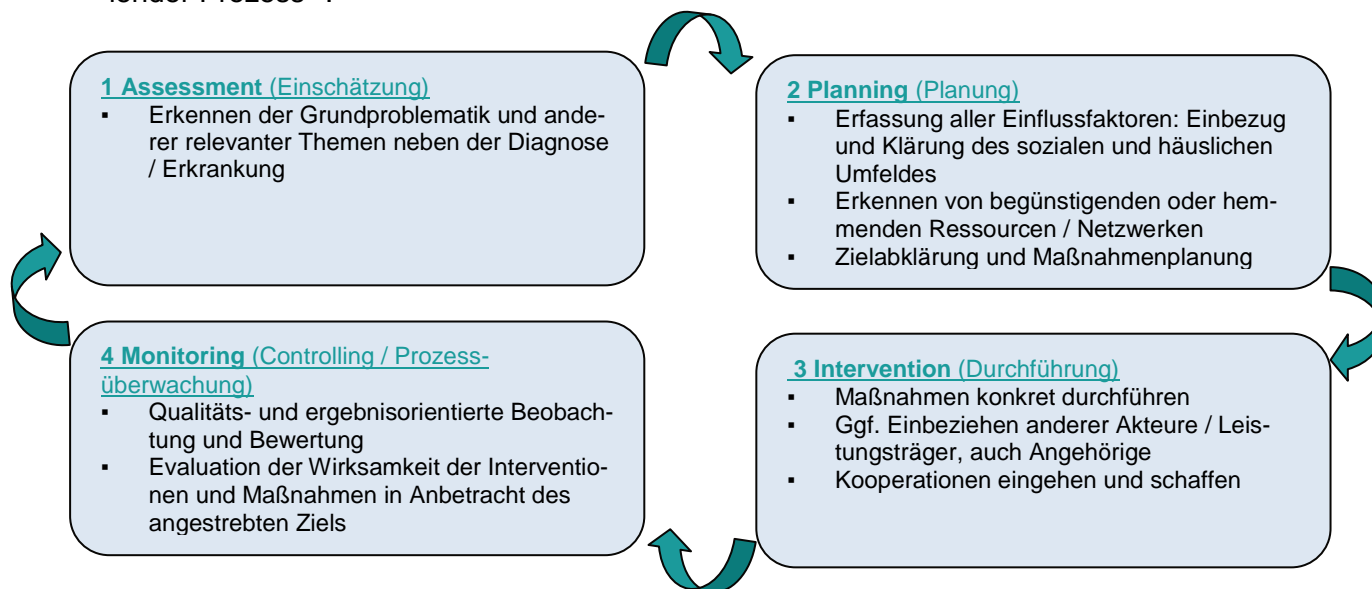 1 Assessment (Einschätzung)
▪ Erkennen der Grundproblematik und ande-
rer relevanter Themen neben der Diagnose
/ Erkrankung
2 Planning (Planung)
▪ Erfassung aller Einflussfaktoren: Einbezug
und Klärung des sozialen und häuslichen
Umfeldes
▪ Erkennen von begünstigenden oder hem-
menden Ressourcen / Netzwerken
▪ Zielabklärung und Maßnahmenplanung
3 Intervention (Durchführung)
▪ Maßnahmen konkret durchführen
▪ Ggf. Einbeziehen anderer Akteure / Leis-
tungsträger, auch Angehörige
▪ Kooperationen eingehen und schaffen
4 Monitoring (Controlling / Prozess-
überwachung)
▪ Qualitäts- und ergebnisorientierte Beobach-
tung und Bewertung
▪ Evaluation der Wirksamkeit der Interventio-
nen und Maßnahmen in Anbetracht des
angestrebten Ziels